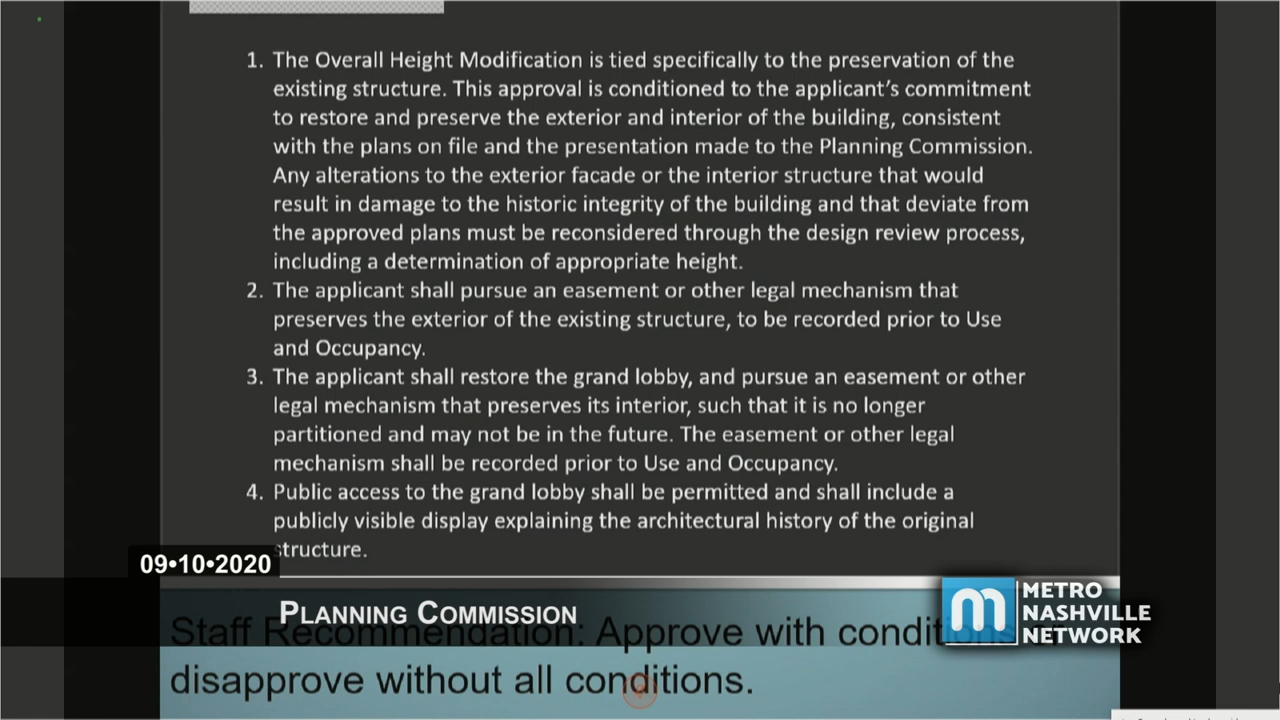 1. The Overall Height Modification is tied specifically to the preservation of the
existing structure. This approval is conditioned to the applicant's commitment
to restore and preserve the exterior and interior of the building, consistent
with the plans on file and the presentation made to the Planning Commission.
Any alterations to the exterior facade or the interior structure that would
result in damage to the historic integrity of the building and that deviate from
the approved plans must be reconsidered through the design review process,
including a determination of appropriate height.
2. The applicant shall pursue an easement or other legal mechanism that
preserves the exterior of the existing structure, to be recorded prior to Use
and Occupancy.
3. The applicant shall restore the grand lobby, and pursue an easement or other
legal mechanism that preserves its interior, such that it is no longer
partitioned and may not be in the future. The easement or other legal
mechanism shall be recorded prior to Use and Occupancy.
4. Public access to the grand lobby shall be permitted and shall include a
publicly visible display explaining the architectural history of the original
structure.
09•10•2020
PLANNING COMMISSION
METRO
NASHVILLE
NETWORK
Staff Recommendation: Approve with
disapprove without all conditions.